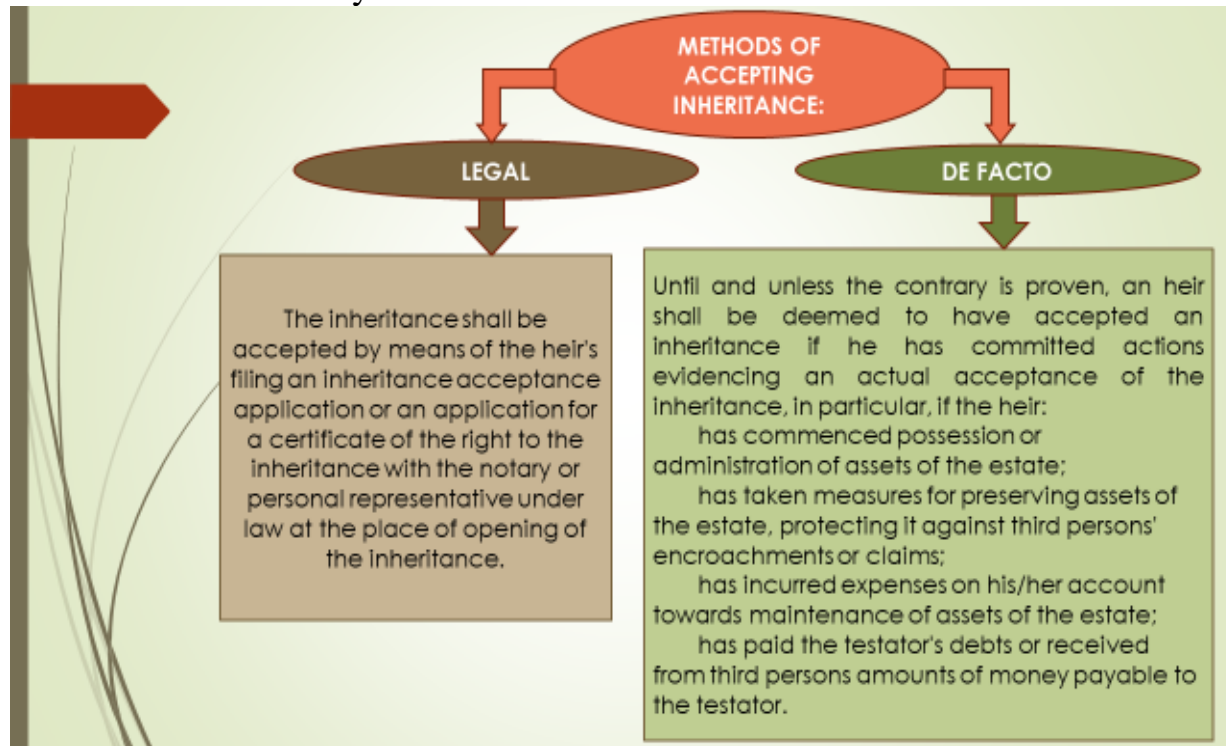 METHODS OF
ACCEPTING
INHERITANCE:
LEGAL
DE FACTO
The inheritance shall be
accepted by means of the heir's
filing an inheritance acceptance
application or an application for
a certificate of the right to the
inheritance with the notary or
personal representative under
law at the place of opening of
the inheritance.
Until and unless the contrary is proven, an heir
shall be deemed to have accepted an
inheritance if he has committed actions
evidencing an actual acceptance of the
inheritance, in particular, if the heir:
has commenced possession or
administration of assets of the estate;
has taken measures for preserving assets of
the estate, protecting it against third persons'
encroachments or claims;
has incurred expenses on his/her account
towards maintenance of assets of the estate;
has paid the testator's debts or received
from third persons amounts of money payable to
the testator.